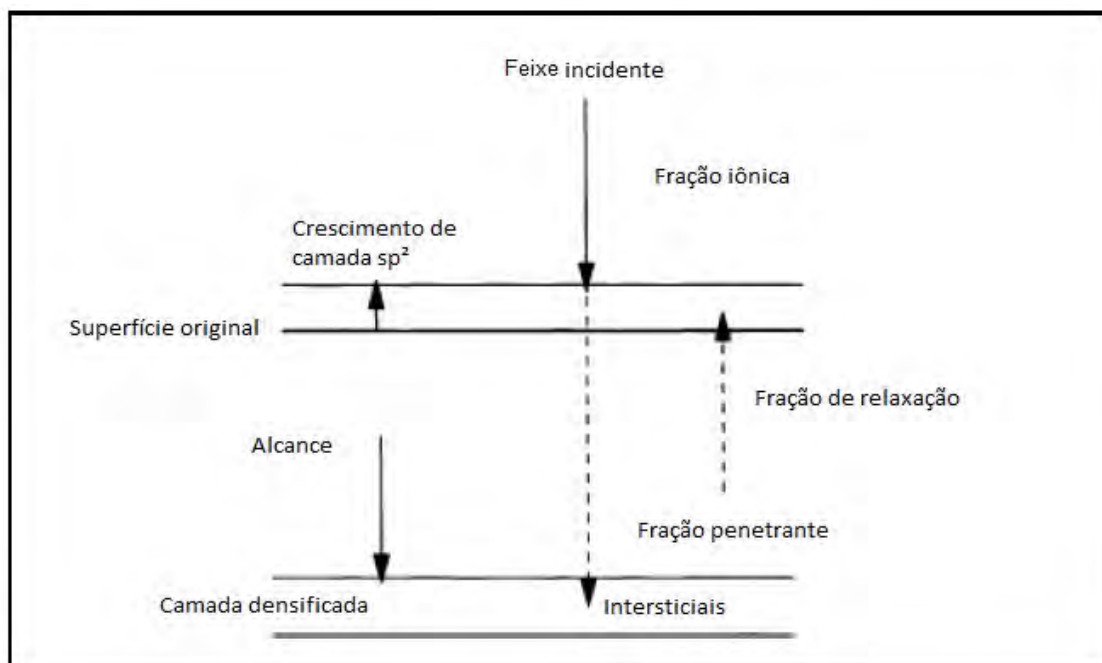 Feixe incidente
Fração iônica
Crescimento de
camada sp²
Superfície original
Fração de relaxação
Alcance
Fração penetrante
Camada densificada
Intersticiais